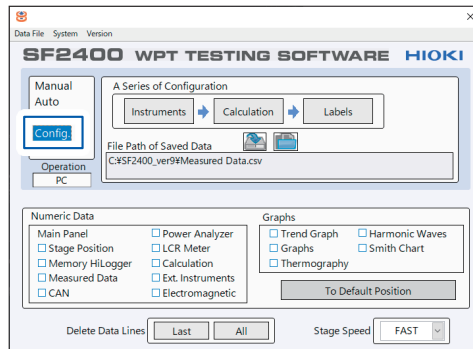 Data File System Version
SF2400 WPT TESTING SOFTWARE HIOKI
Manual
Auto
Config.
Operation
PC
A Series of Configuration
Instruments Calculation Labels
File Path of Saved Data
C:¥SF2400_ver9¥Measured Data.csv
Numeric Data
Main Panel
Stage Position
Memory HiLogger
Measured Data
CAN
Power Analyzer
LCR Meter
Calculation
Ext. Instruments
Electromagnetic
Graphs
Trend Graph
Graphs
Thermography
Harmonic Waves
Smith Chart
To Default Position
Delete Data Lines Last All
Stage Speed FAST